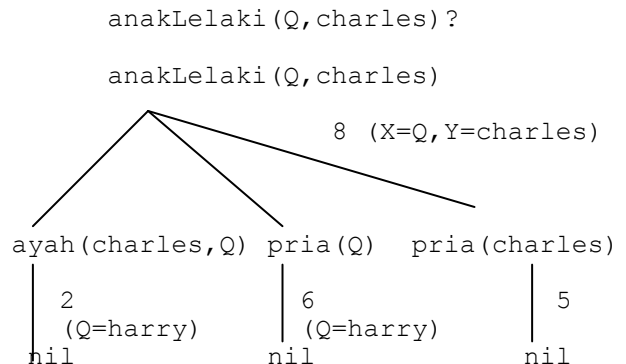 anakLelaki(Q,charles)?
anakLelaki(Q,charles)
8 (X=Q,Y=charles)
ayah(charles,Q) pria(Q) pria(charles)
2 6 5
(Q=harry) (Q=harry)
nil nil nil